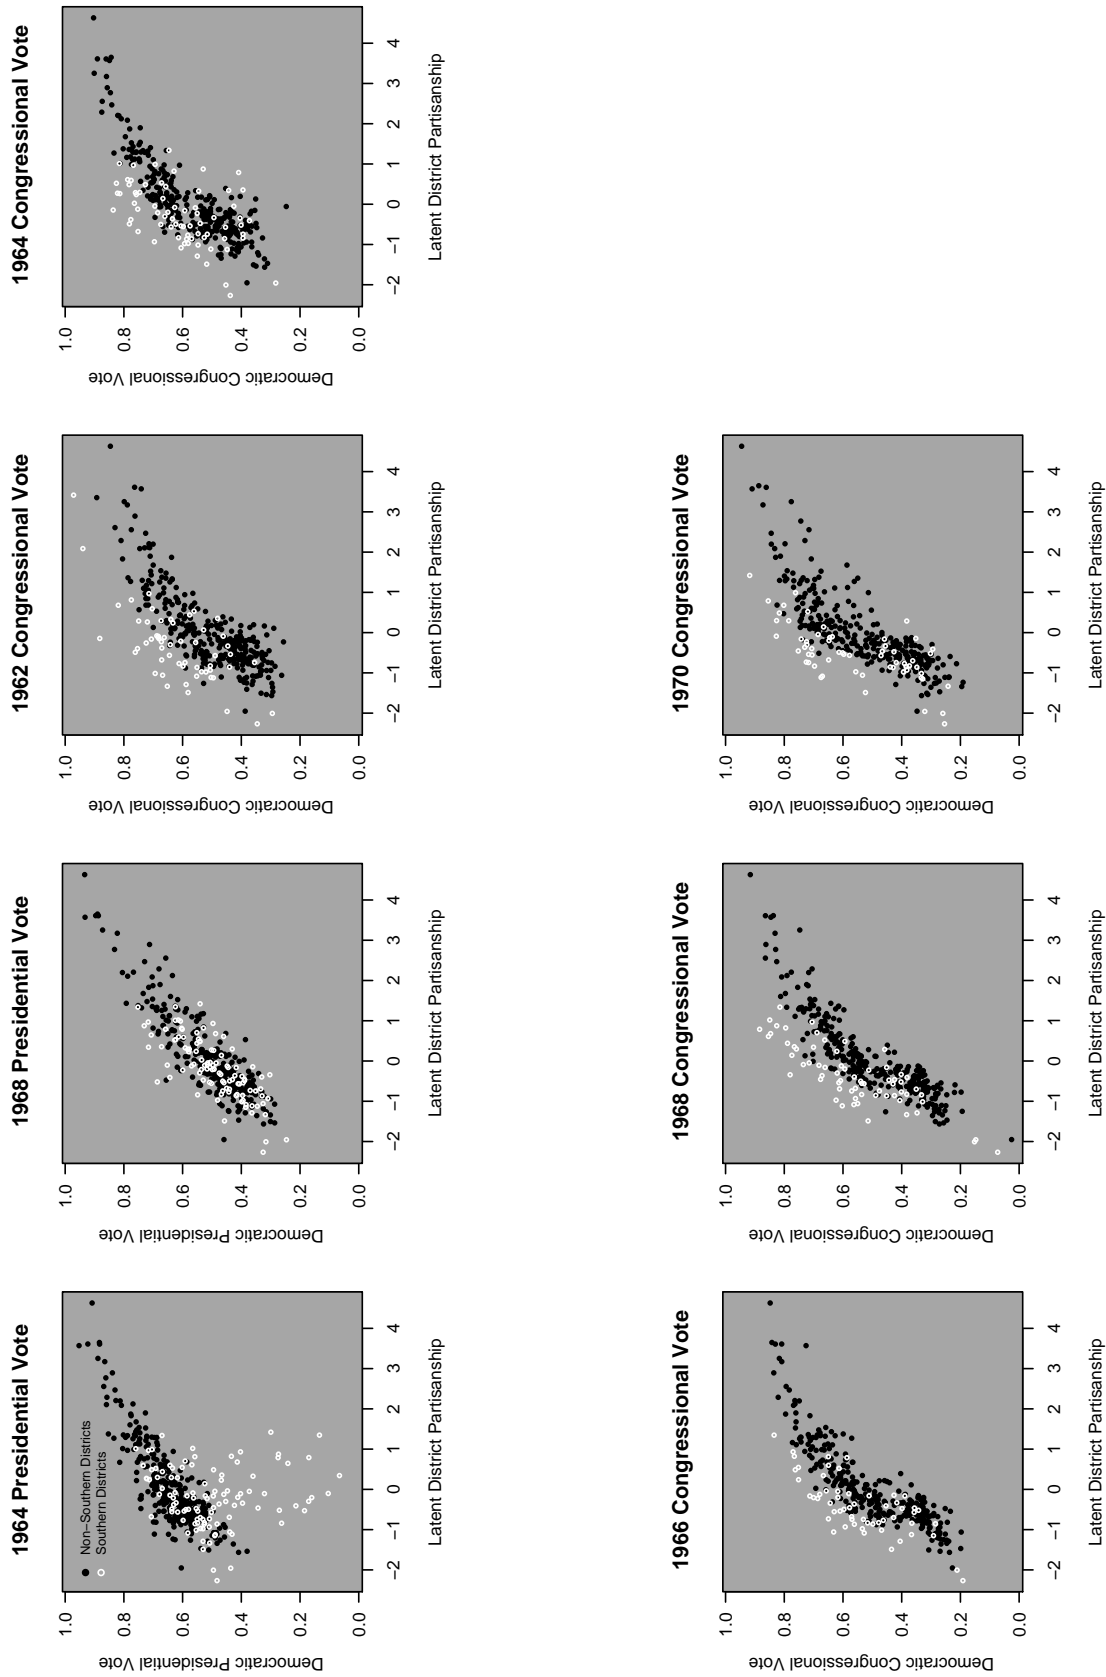 1964 Presidential Vote
Non−Southern Districts
Southern Districts
Democratic Presidential Vote
0.0 0.2 0.4 0.6 0.8 1.0
−2 −1 0 1 2 3 4
Latent District Partisanship
1968 Presidential Vote
Democratic Presidential Vote
0.0 0.2 0.4 0.6 0.8 1.0
−2 −1 0 1 2 3 4
Latent District Partisanship
1962 Congressional Vote
Democratic Congressional Vote
0.0 0.2 0.4 0.6 0.8 1.0
−2 −1 0 1 2 3 4
Latent District Partisanship
1964 Congressional Vote
Democratic Congressional Vote
0.0 0.2 0.4 0.6 0.8 1.0
−2 −1 0 1 2 3 4
Latent District Partisanship
1966 Congressional Vote
Democratic Congressional Vote
0.0 0.2 0.4 0.6 0.8 1.0
−2 −1 0 1 2 3 4
Latent District Partisanship
1968 Congressional Vote
Democratic Congressional Vote
0.0 0.2 0.4 0.6 0.8 1.0
−2 −1 0 1 2 3 4
Latent District Partisanship
1970 Congressional Vote
Democratic Congressional Vote
0.0 0.2 0.4 0.6 0.8 1.0
−2 −1 0 1 2 3 4
Latent District Partisanship